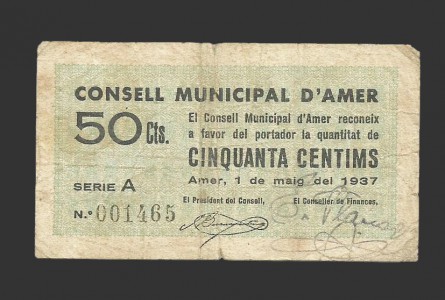 CONSELL MUNICIPAL D'AMER
50 Cts.
El Consell Municipal d'Amer reconeix
a favor del portador la quantitat de
CINQUANTA CENTIMS
SERIE A
Amer, 1 de maig del 1937
N.º 001465
El President del Consell,
El Conseller de Finances,